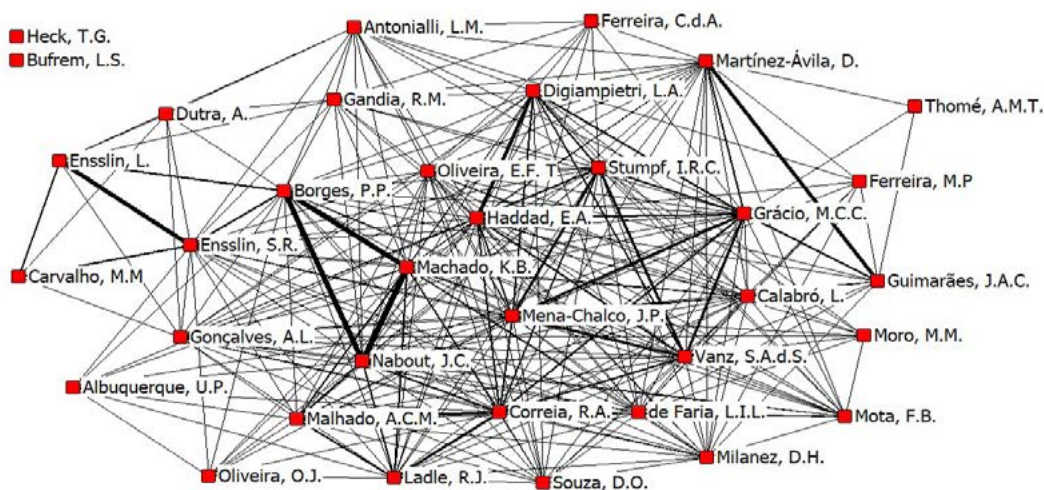 Ferreira, C.d.A.
Antonialli, L.M.
Heck, T.G.
Bufrem, L.S.
Martínez-Ávila, D.
Digiampietri, L.A.
Gandia, R.M.
Thomé, A.M.T.
Dutra, A.
Ensslin, L.
Oliveira, E.F. T.
Stumpf, I.R.C.
Ferreira, M.P
Borges, P.P.
Grácio, M.C.C.
Haddad, E.A.
Ensslin, S.R.
Machado, K.B.
Carvalho, M.M
Guimarães, J.A.C.
Calabró, L.
Mena-Chalco, J.P.
Gonçalves, A.L.
Moro, M.M.
Nabout, J.C.
Vanz, S.A.d.S.
Albuquerque, U.P.
Malhado, A.C.M.
Correia, R.A.
de Faria, L.I.L.
Mota, F.B.
Milanez, D.H.
Oliveira, O.J.
Ladle, R.J.
Souza, D.O.